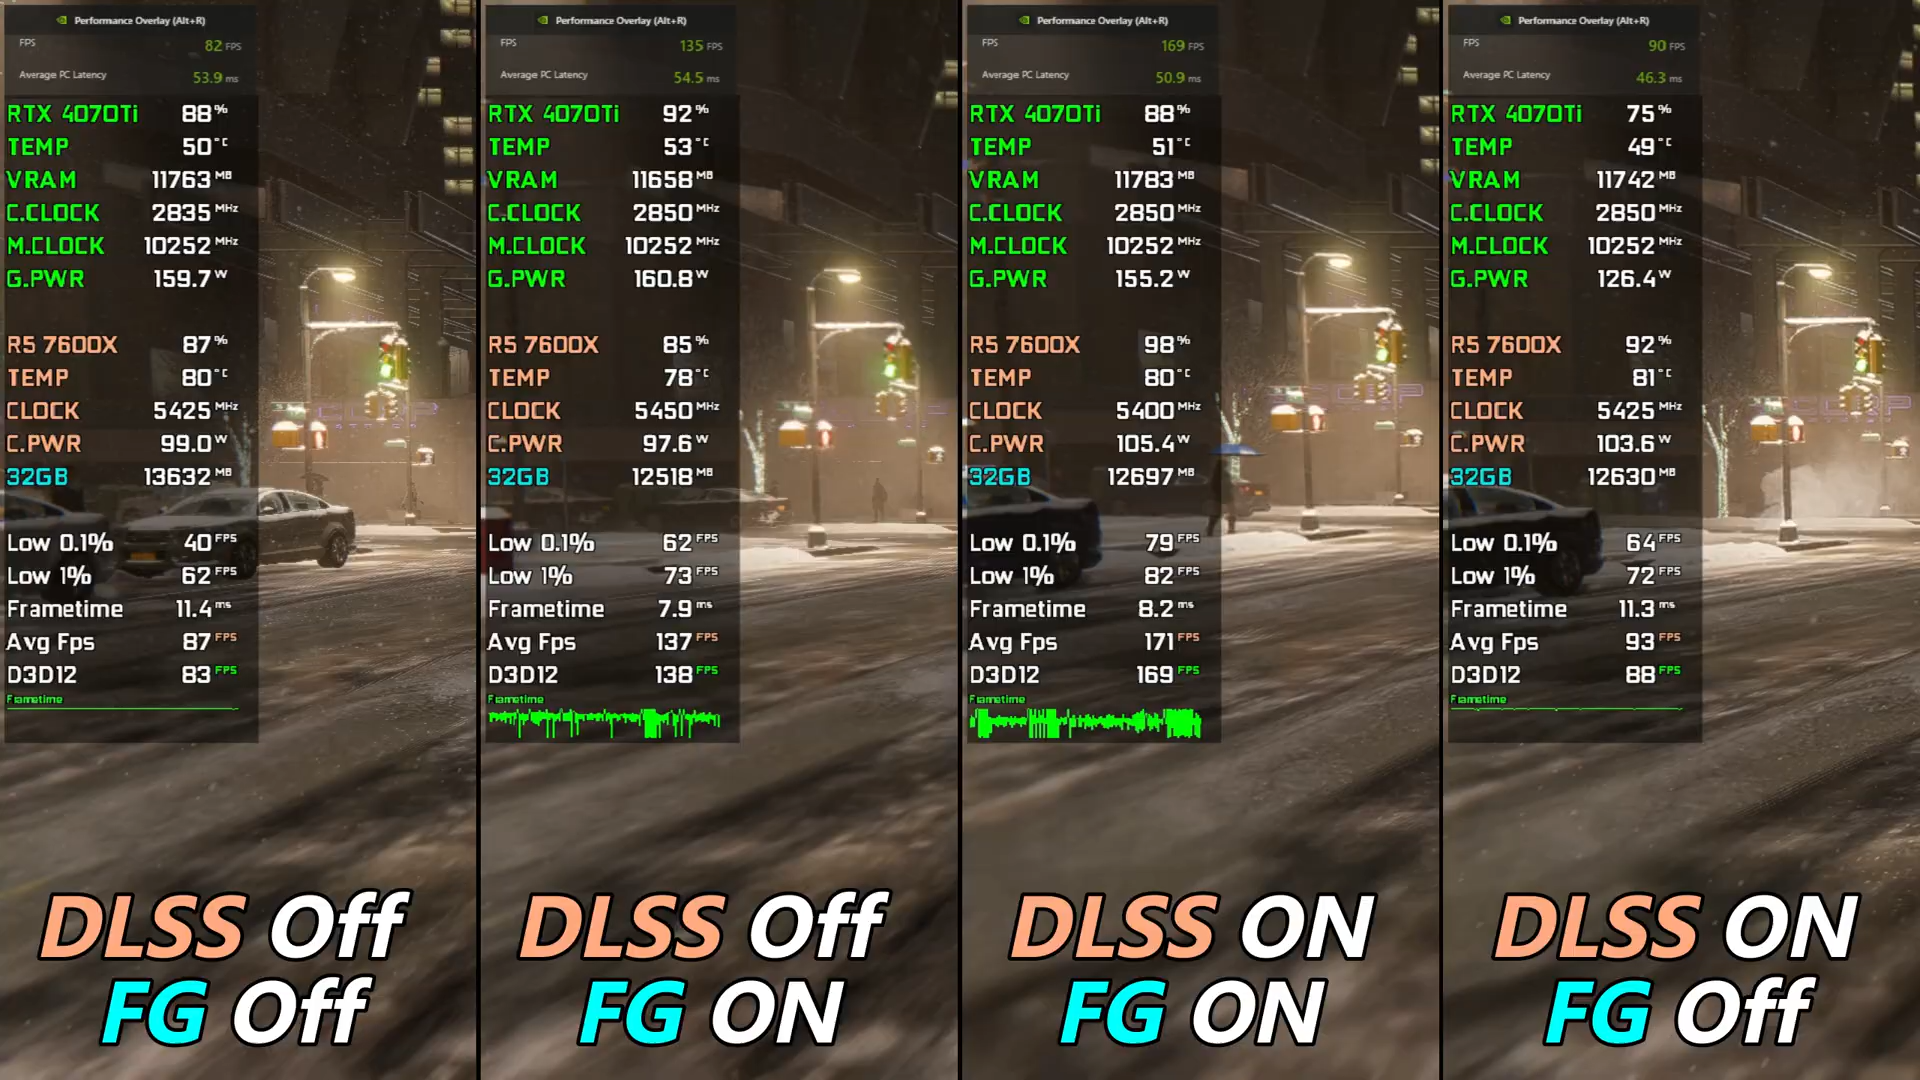 Performance Overlay (Alt+R)
FPS 82 FPS
Average PC Latency 53.9 ms
RTX 4070Ti 88 %
TEMP 50 °C
VRAM 11763 MB
C.CLOCK 2835 MHz
M.CLOCK 10252 MHz
G.PWR 159.7 W
R5 7600X 87 %
TEMP 80 °C
CLOCK 5425 MHz
C.PWR 99.0 W
32GB 13632 MB
Low 0.1% 40 FPS
Low 1% 62 FPS
Frametime 11.4 ms
Avg Fps 87 FPS
D3D12 83 FPS
Frametime
DLSS Off
FG Off
Performance Overlay (Alt+R)
FPS 135 FPS
Average PC Latency 54.5 ms
RTX 4070Ti 92 %
TEMP 53 °C
VRAM 11658 MB
C.CLOCK 2850 MHz
M.CLOCK 10252 MHz
G.PWR 160.8 W
R5 7600X 85 %
TEMP 78 °C
CLOCK 5450 MHz
C.PWR 97.6 W
32GB 12518 MB
Low 0.1% 62 FPS
Low 1% 73 FPS
Frametime 7.9 ms
Avg Fps 137 FPS
D3D12 138 FPS
Frametime
DLSS Off
FG ON
Performance Overlay (Alt+R)
FPS 169 FPS
Average PC Latency 50.9 ms
RTX 4070Ti 88 %
TEMP 51 °C
VRAM 11783 MB
C.CLOCK 2850 MHz
M.CLOCK 10252 MHz
G.PWR 155.2 W
R5 7600X 98 %
TEMP 80 °C
CLOCK 5400 MHz
C.PWR 105.4 W
32GB 12697 MB
Low 0.1% 79 FPS
Low 1% 82 FPS
Frametime 8.2 ms
Avg Fps 171 FPS
D3D12 169 FPS
Frametime
DLSS ON
FG ON
Performance Overlay (Alt+R)
FPS 90 FPS
Average PC Latency 46.3 ms
RTX 4070Ti 75 %
TEMP 49 °C
VRAM 11742 MB
C.CLOCK 2850 MHz
M.CLOCK 10252 MHz
G.PWR 126.4 W
R5 7600X 92 %
TEMP 81 °C
CLOCK 5425 MHz
C.PWR 103.6 W
32GB 12630 MB
Low 0.1% 64 FPS
Low 1% 72 FPS
Frametime 11.3 ms
Avg Fps 93 FPS
D3D12 88 FPS
Frametime
DLSS ON
FG Off